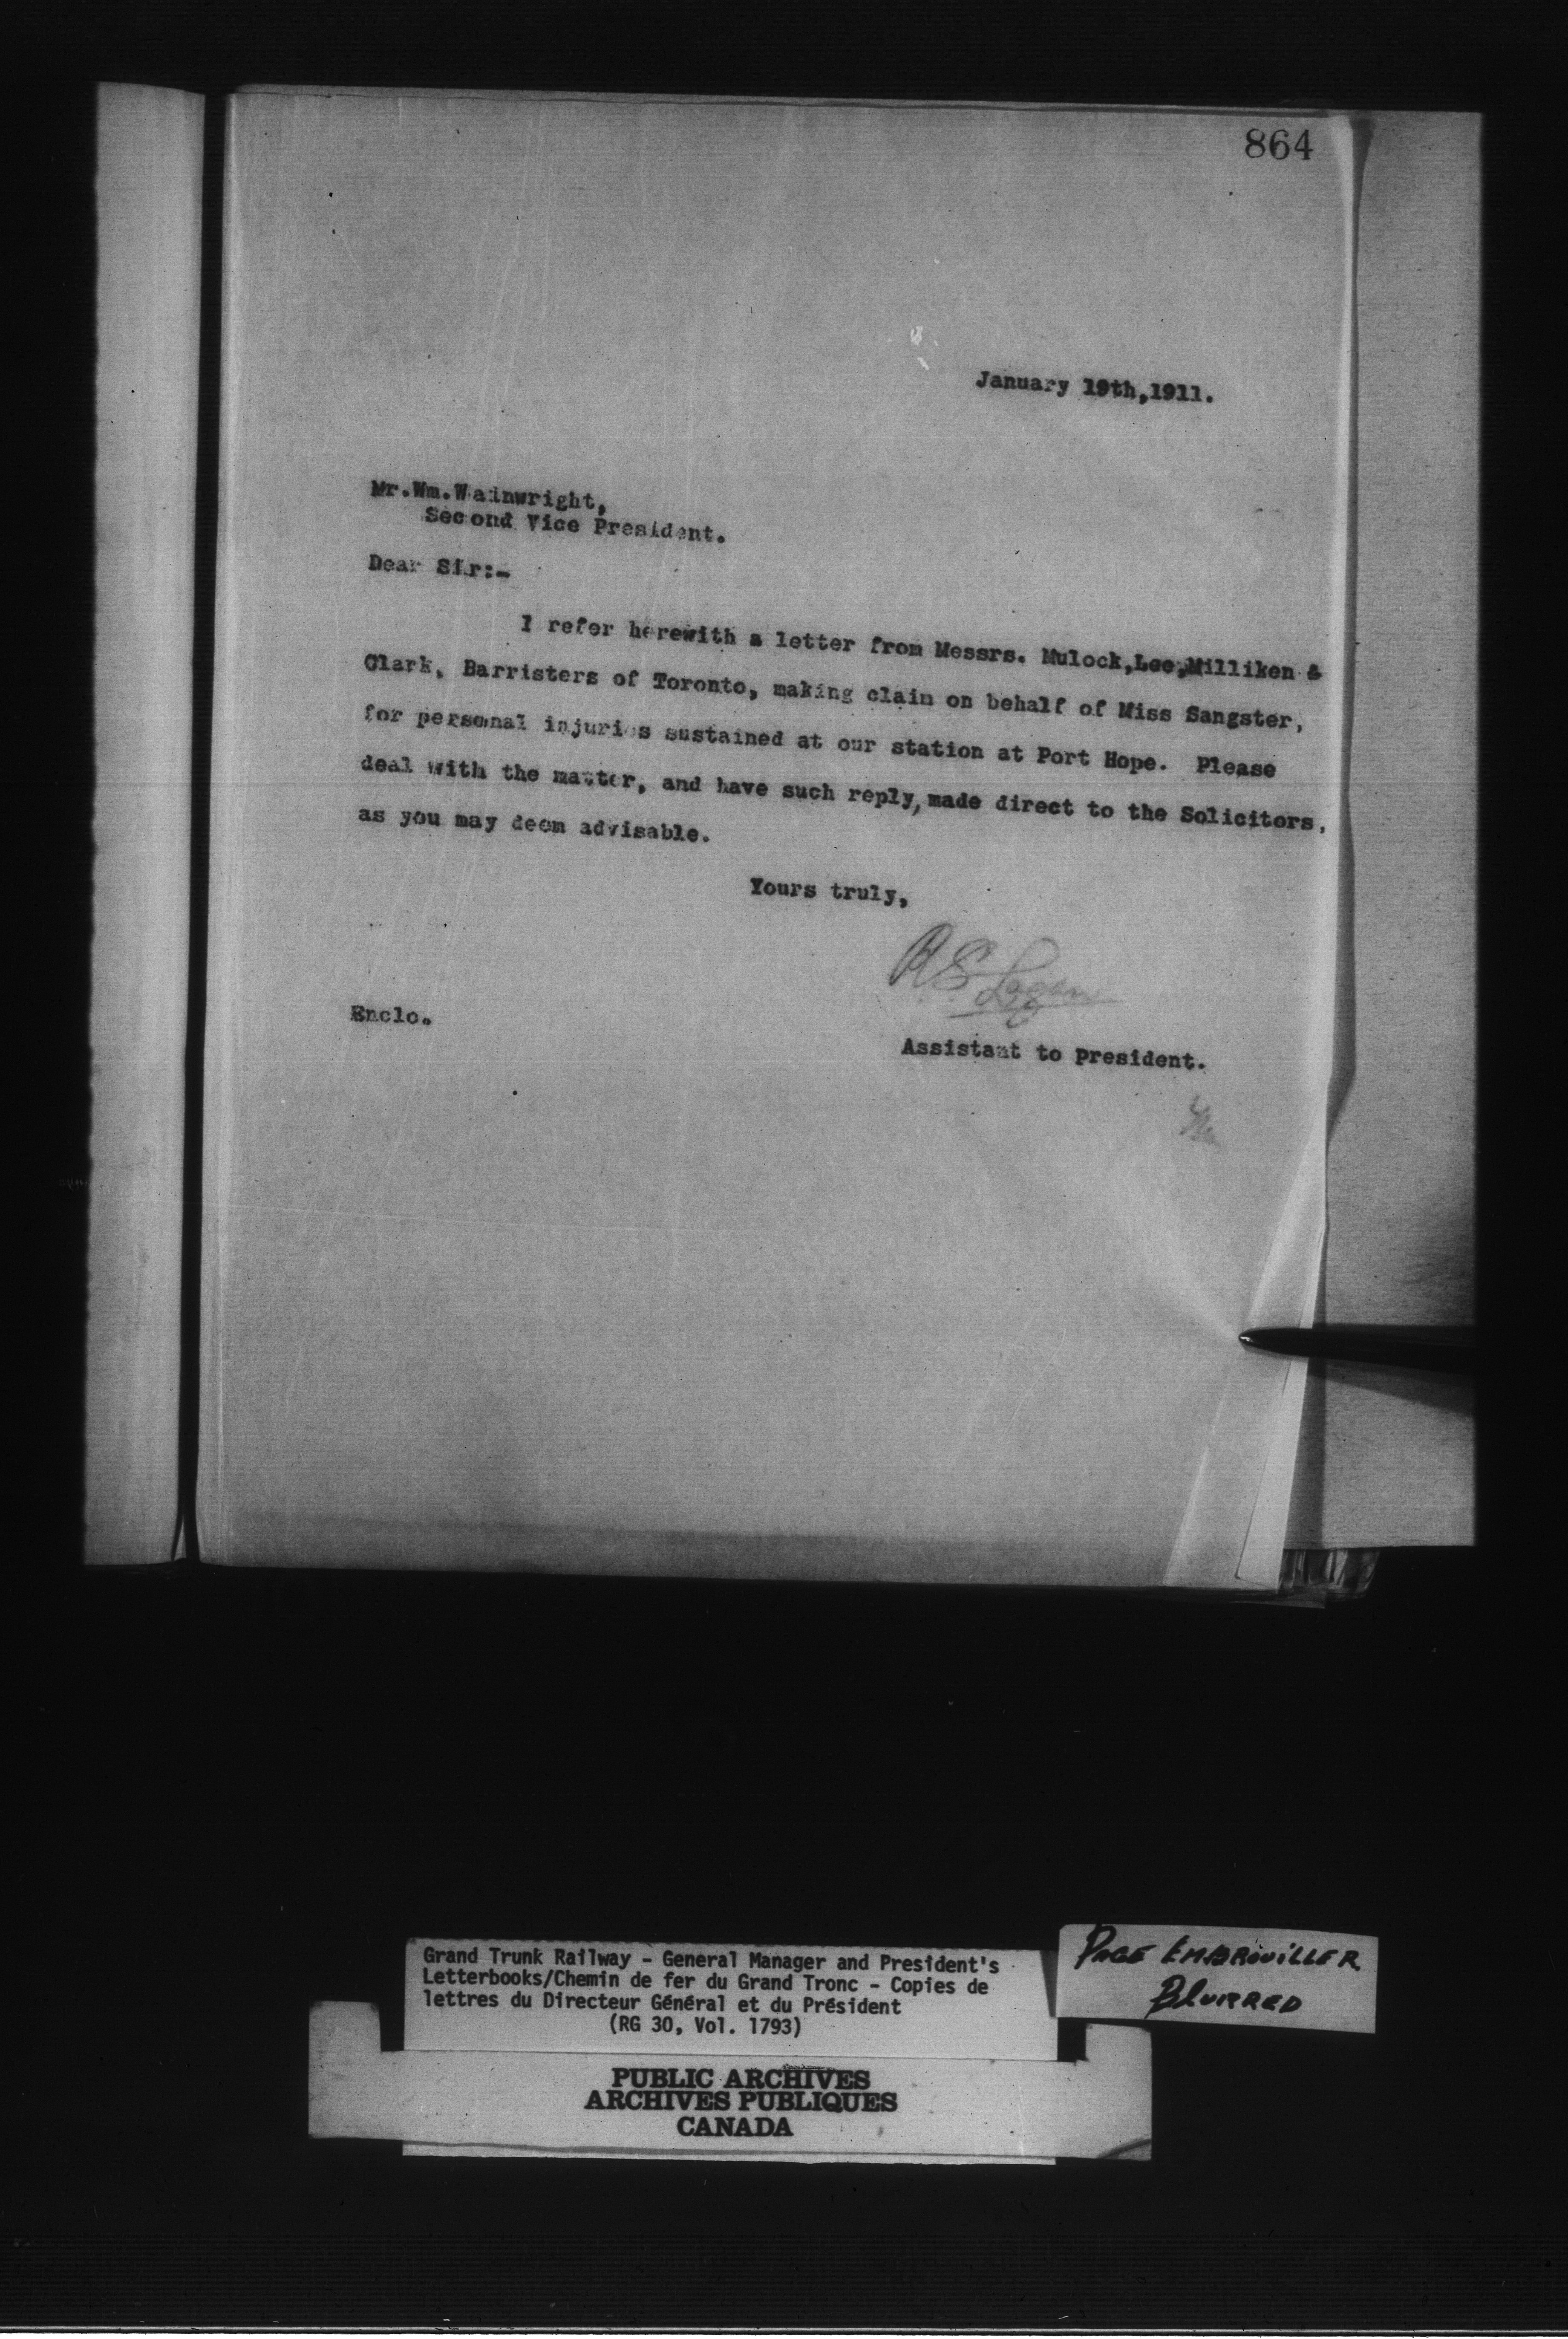 864
January 19th,1911.
Mr.Wm.Wainwright,
Second Vice President.
Dear Sir:-
I refer herewith a letter from Messrs. Mulock,Lee,Milliken &
Clark, Barristers of Toronto, making claim on behalf of Miss Sangster,
for personal injuries sustained at our station at Port Hope. Please
deal with the matter, and have such reply, made direct to the Solicitors,
as you may deem advisable.
Yours truly,
RS Logan
Enclo.
Assistant to President.
Grand Trunk Railway - General Manager and President's
Letterbooks/Chemin de fer du Grand Tronc - Copies de
lettres du Directeur Général et du Président
(RG 30, Vol. 1793)
PAGE EMBROUILLER
BLURRED
PUBLIC ARCHIVES
ARCHIVES PUBLIQUES
CANADA